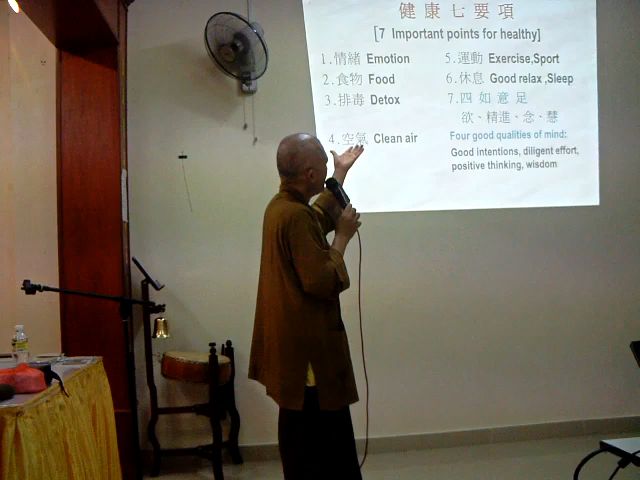 健康七要項
[7 Important points for healthy]
1.情緒 Emotion
2.食物 Food
3.排毒 Detox
4.空氣 Clean air
5.運動 Exercise,Sport
6.休息 Good relax ,Sleep
7.四如意足
欲、精進、念、慧
Four good qualities of mind:
Good intentions, diligent effort,
positive thinking, wisdom